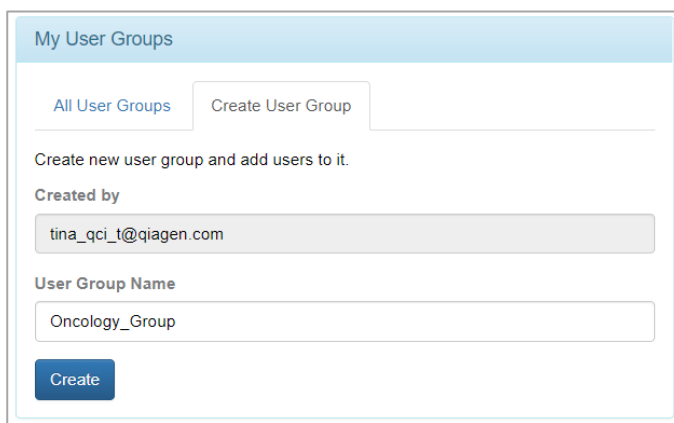 My User Groups
All User Groups
Create User Group
Create new user group and add users to it.
Created by
tina_qci_t@qiagen.com
User Group Name
Oncology_Group
Create